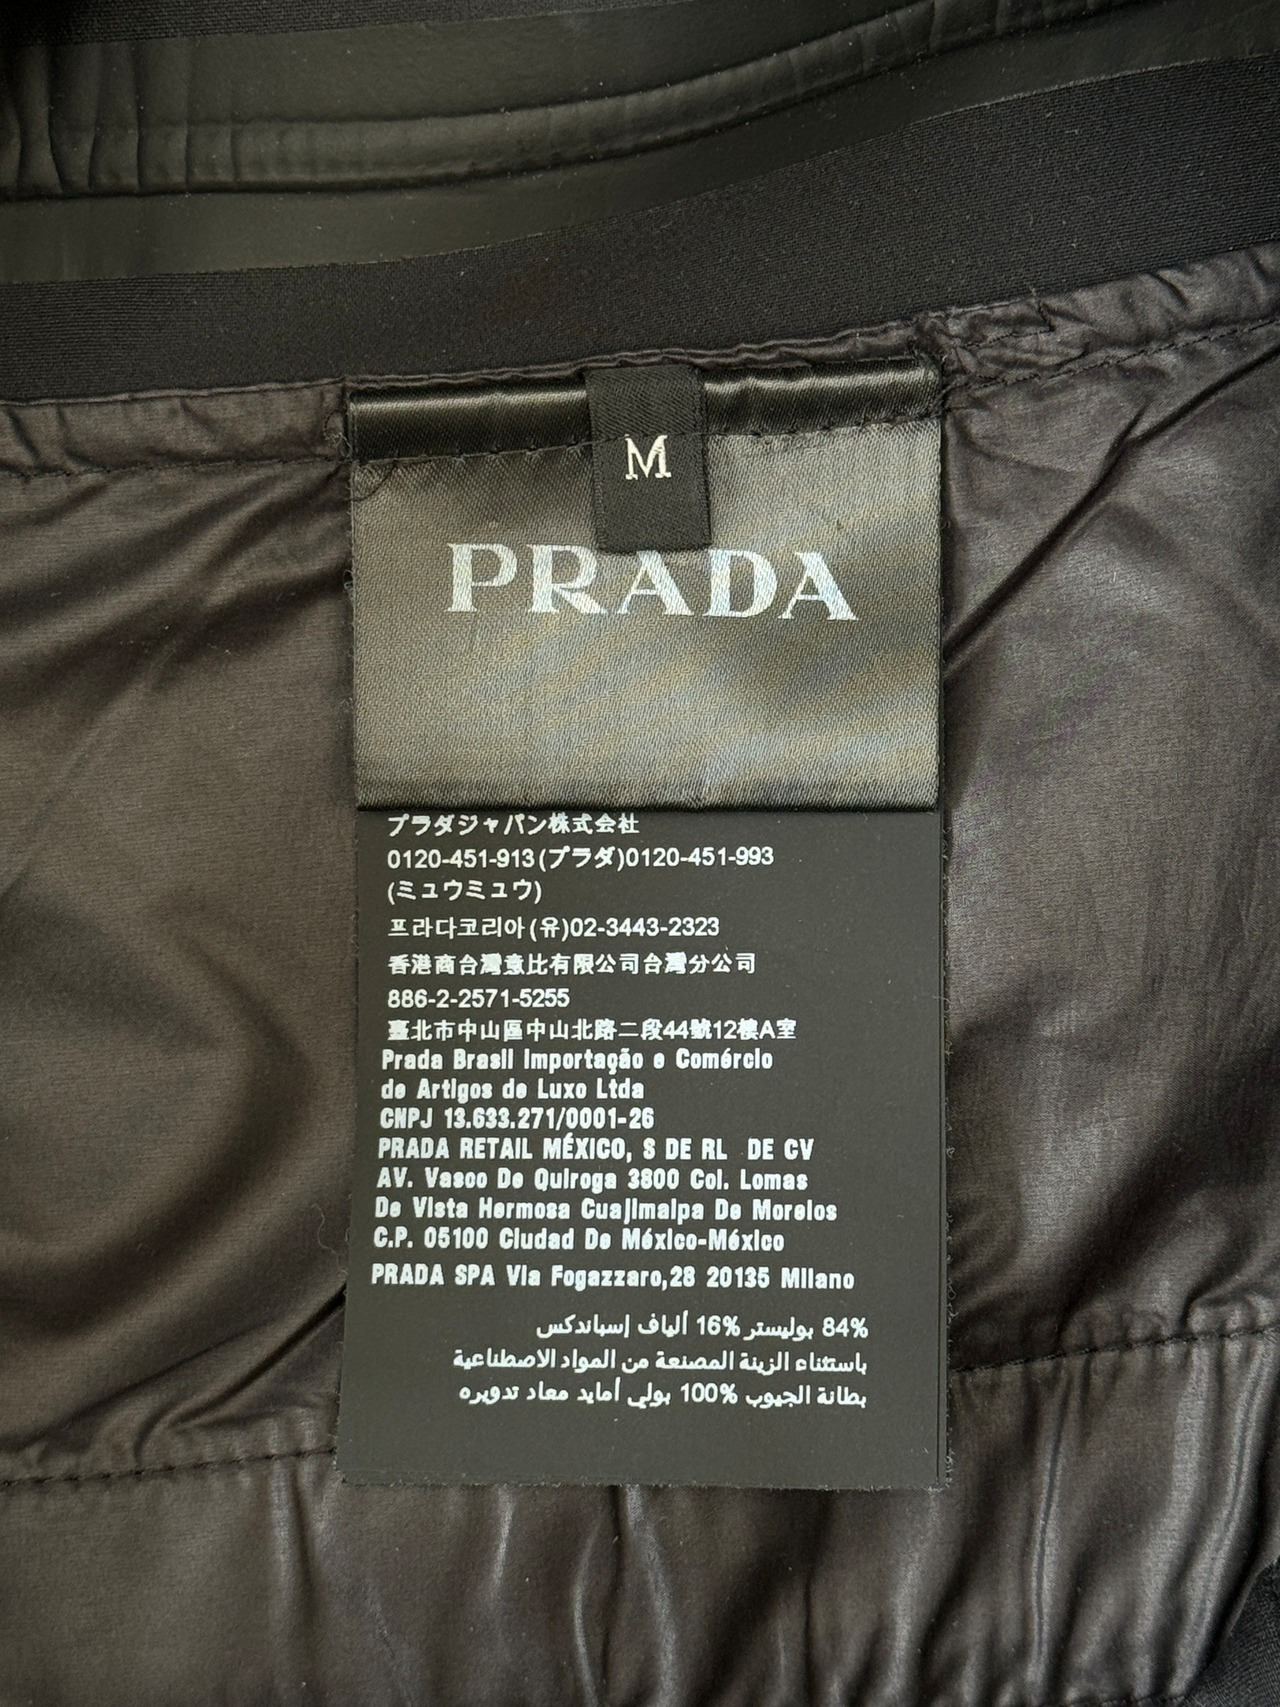 M
PRADA
プラダジャパン株式会社
0120-451-913(プラダ)0120-451-993
(ミュウミュウ)
프라다코리아(유)02-3443-2323
香港商台灣意比有限公司台灣分公司
886-2-2571-5255
臺北市中山區中山北路二段44號12樓A室
Prada Brasil Importação e Comércio
de Artigos de Luxo Ltda
CNPJ 13.633.271/0001-26
PRADA RETAIL MÉXICO, S DE RL DE CV
AV. Vasco De Quiroga 3800 Col. Lomas
De Vista Hermosa Cuajimalpa De Morelos
C.P. 05100 Ciudad De México-México
PRADA SPA Via Fogazzaro,28 20135 Milano
84% بوليستر 16% ألياف إسباندكس
باستثناء الزينة المصنعة من المواد الاصطناعية
بطانة الجيوب 100% بولي أمايد معاد تدويره